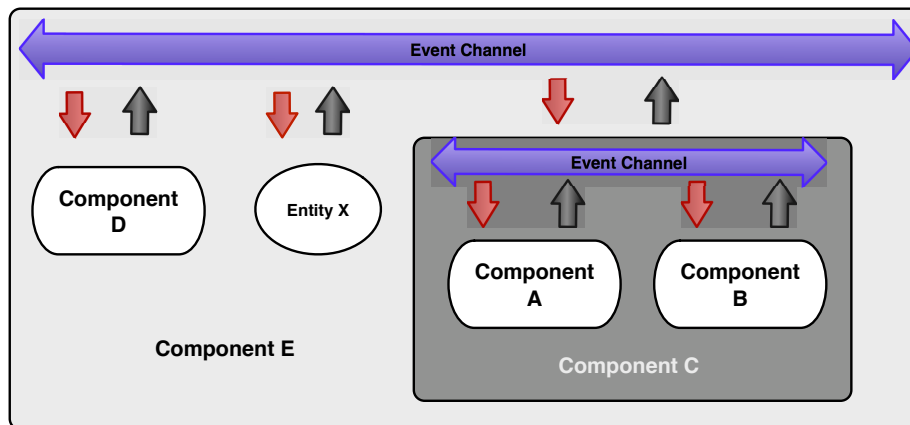 Event Channel
Event Channel
Component
D
Entity X
Component
A
Component
B
Component E
Component C